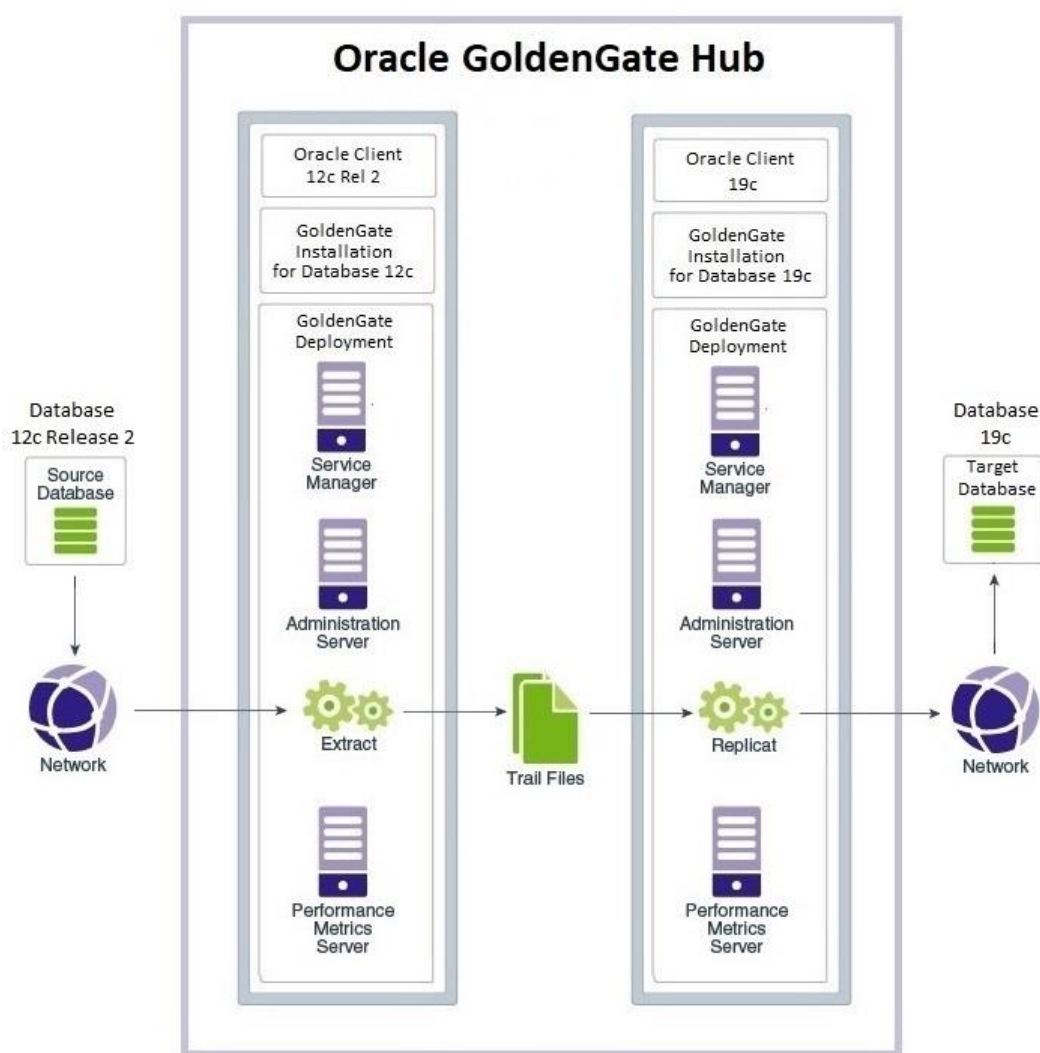 Oracle GoldenGate Hub
Oracle Client
12c Rel 2
GoldenGate
Installation
for Database 12c
GoldenGate
Deployment
Service
Manager
Administration
Server
Extract
Performance
Metrics
Server
Oracle Client
19c
GoldenGate
Installation
for Database 19c
GoldenGate
Deployment
Service
Manager
Administration
Server
Replicat
Performance
Metrics
Server
Database
12c Release 2
Source
Database
Network
Trail Files
Database
19c
Target
Database
Network